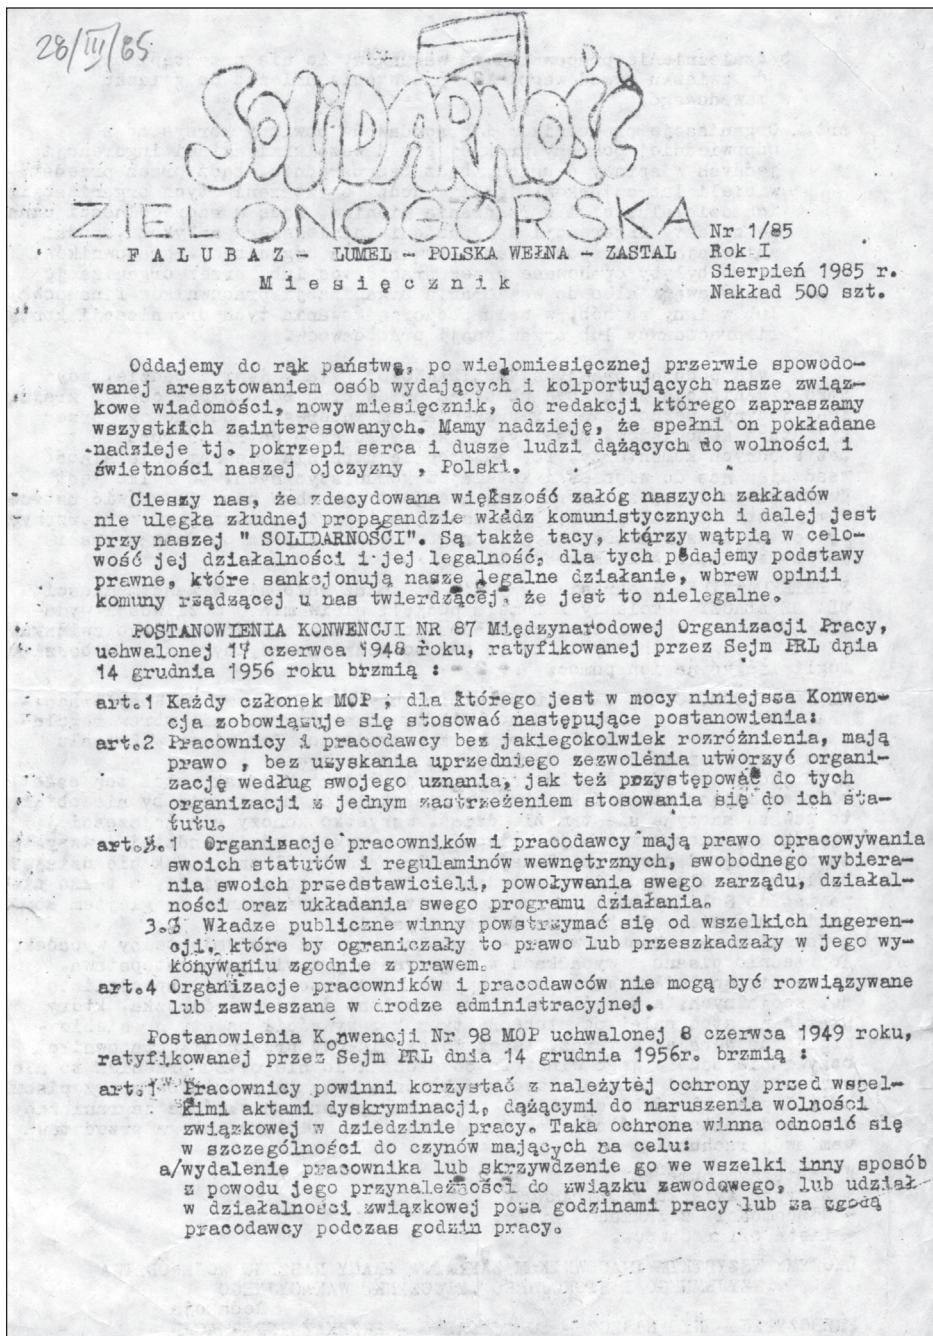 28/III/85
SOLIDARNOŚĆ
ZIELONOGÓRSKA
Nr 1/85
F A L U B A Z - LUMEL - POLSKA WEŁNA - ZASTAL
Rok I
Sierpień 1985 r.
M i e s i ę c z n i k
Nakład 500 szt.
Oddajemy do rąk państwa, po wielomiesięcznej przerwie spowodo-
wanej aresztowaniem osób wydających i kolportujących nasze związ-
kowe wiadomości, nowy miesięcznik, do redakcji którego zapraszamy
wszystkich zainteresowanych. Mamy nadzieję, że spełni on pokładane
nadzieje tj. pokrzepi serca i dusze ludzi dążących do wolności i
świetności naszej ojczyzny , Polski.
Cieszy nas, że zdecydowana większość załóg naszych zakładów
nie uległa złudnej propagandzie władz komunistycznych i dalej jest
przy naszej " SOLIDARNOŚCI". Są także tacy, którzy wątpią w celo-
wość jej działalności i jej legalność, dla tych podajemy podstawy
prawne, które sankcjonują nasze legalne działanie, wbrew opinii
komuny rządzącej u nas twierdzącej, że jest to nielegalne.
POSTANOWIENIA KONWENCJI NR 87 Międzynarodowej Organizacji Pracy,
uchwalonej 17 czerwca 1948 roku, ratyfikowanej przez Sejm PRL dnia
14 grudnia 1956 roku brzmią :
art.1 Każdy członek MOP ; dla którego jest w mocy niniejsza Konwen-
cja zobowiązuje się stosować następujące postanowienia:
art.2 Pracownicy i pracodawcy bez jakiegokolwiek rozróżnienia, mają
prawo , bez uzyskania uprzedniego zezwolenia utworzyć organi-
zację według swojego uznania, jak też przystępować do tych
organizacji z jednym zastrzeżeniem stosowania się do ich sta-
tutu.
art.3.1 Organizacje pracowników i pracodawcy mają prawo opracowywania
swoich statutów i regulaminów wewnętrznych, swobodnego wybiera-
nia swoich przedstawicieli, powoływania swego zarządu, działal-
ności oraz układania swego programu działania.
3.2 Władze publiczne winny powstrzymać się od wszelkich ingeren-
cji, które by ograniczały to prawo lub przeszkadzały w jego wy-
konywaniu zgodnie z prawem.
art.4 Organizacje pracowników i pracodawców nie mogą być rozwiązywane
lub zawieszane w drodze administracyjnej.
Postanowienia Konwencji Nr 98 MOP uchwalonej 8 czerwca 1949 roku,
ratyfikowanej przez Sejm PRL dnia 14 grudnia 1956r. brzmią :
art.1 Pracownicy powinni korzystać z należytej ochrony przed wszel-
kimi aktami dyskryminacji, dążącymi do naruszenia wolności
związkowej w dziedzinie pracy. Taka ochrona winna odnosić się
w szczególności do czynów mających na celu:
a/wydalenie pracownika lub skrzywdzenie go we wszelki inny sposób
z powodu jego przynależności do związku zawodowego, lub udział
w działalności związkowej poza godzinami pracy lub za zgodą
pracodawcy podczas godzin pracy.